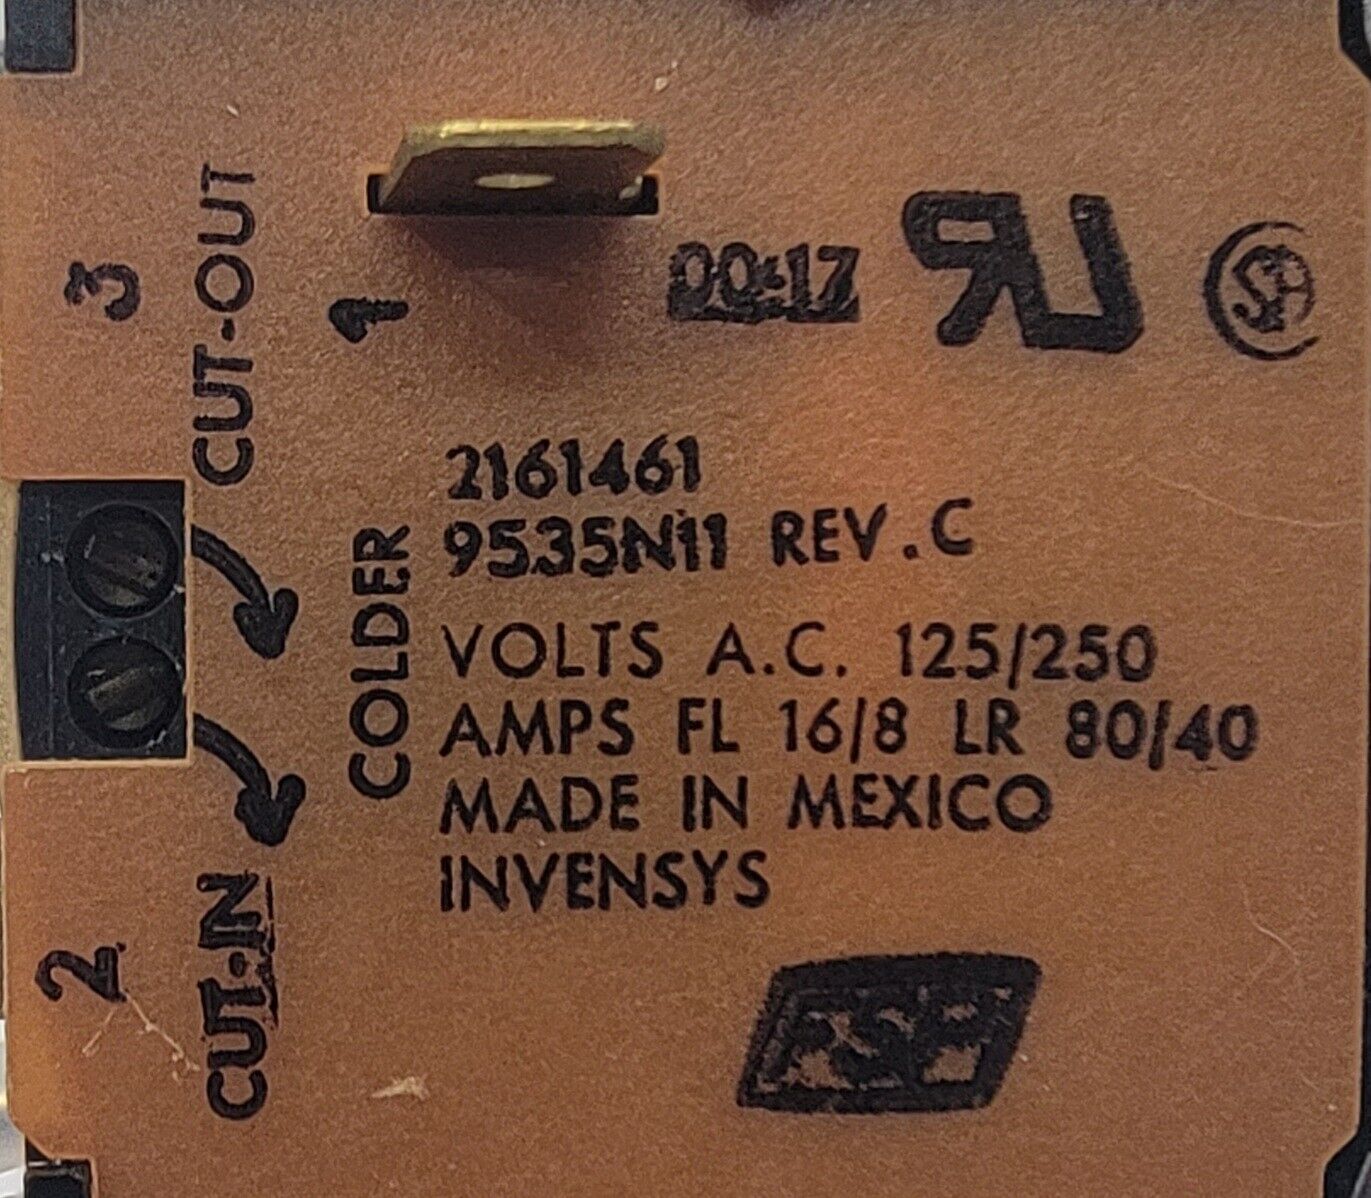 3
CUT-OUT
1
00:17
2161461
9535N11 REV. C
COLDER
VOLTS A.C. 125/250
AMPS FL 16/8 LR 80/40
MADE IN MEXICO
INVENSYS
2
CUT-IN